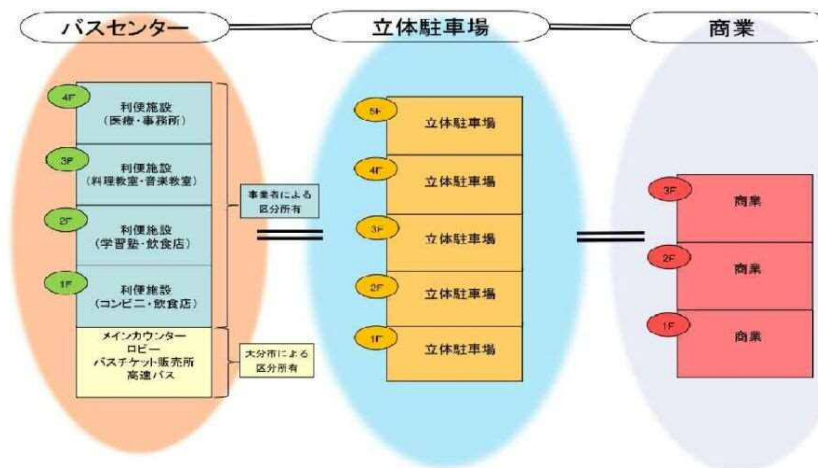 バスセンター
立体駐車場
商業
4F
利便施設
(医療・事務所)
3F
利便施設
(料理教室・音楽教室)
2F
利便施設
(学習塾・飲食店)
1F
利便施設
(コンビニ・飲食店)
メインカウンター
ロビー
バスチケット販売所
高速バス
事業者による
区分所有
大分市による
区分所有
5F
立体駐車場
4F
立体駐車場
3F
立体駐車場
2F
立体駐車場
1F
立体駐車場
3F
商業
2F
商業
1F
商業